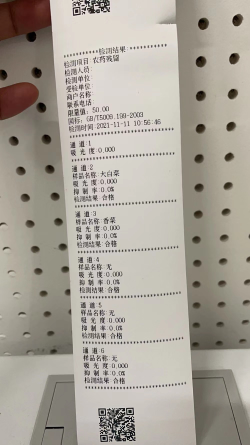 **********检测结果**********
检测项目:农药残留
检测人员
检测单位
受检单位:
商户名称:
联系电话
限量值: 50.00
国标: GB/T5009.199-2003
检测时间:2021-11-11 10:56:46
通 道:1
吸 光 度:0.000
通 道:2
样品名称:大白菜
吸 光 度:0.000
抑 制 率:0.0%
检测结果:合格
通 道:3
样品名称:香菜
吸 光 度:0.000
抑 制 率:0.0%
检测结果:合格
通 道:4
样品名称:无
吸 光 度:0.000
抑 制 率:0.0%
检测结果:合格
通 道:5
样品名称:无
吸 光 度:0.000
抑 制 率:0.0%
检测结果:合格
通 道:6
样品名称:无
吸 光 度:0.000
抑 制 率:0.0%
检测结果:合格